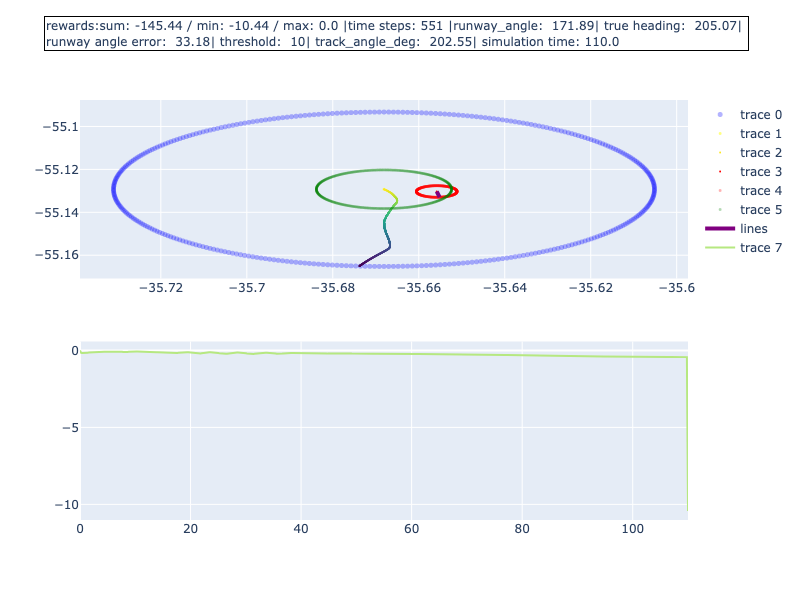 rewards:sum: -145.44 / min: -10.44 / max: 0.0 |time steps: 551 |runway_angle:  171.89| true heading:  205.07|
runway angle error:  33.18| threshold:  10| track_angle_deg:  202.55| simulation time: 110.0
−55.1
−55.12
−55.14
−55.16
−35.72 −35.7 −35.68 −35.66 −35.64 −35.62 −35.6
trace 0
trace 1
trace 2
trace 3
trace 4
trace 5
lines
trace 7
0
−5
−10
0 20 40 60 80 100